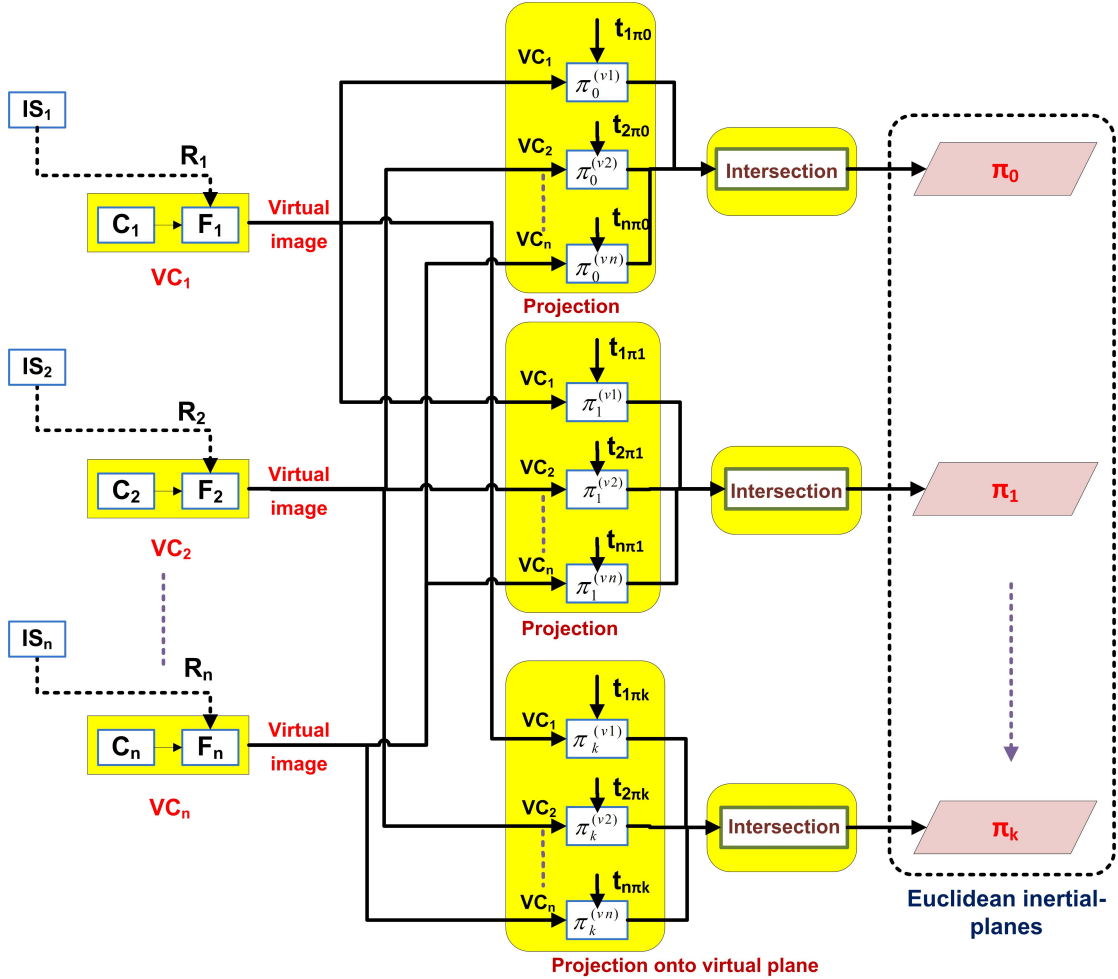 IS₁
R₁
C₁
F₁
VC₁
Virtual
image
IS₂
R₂
C₂
F₂
VC₂
Virtual
image
ISₙ
Rₙ
Cₙ
Fₙ
VCₙ
Virtual
image
t₁π0
VC₁
π₀⁽ᵛ¹⁾
t₂π0
VC₂
π₀⁽ᵛ²⁾
tₙπ0
VCₙ
π₀⁽ᵛⁿ⁾
Projection
Intersection
π₀
t₁π1
VC₁
π₁⁽ᵛ¹⁾
t₂π1
VC₂
π₁⁽ᵛ²⁾
tₙπ1
VCₙ
π₁⁽ᵛⁿ⁾
Projection
Intersection
π₁
t₁πk
VC₁
πₖ⁽ᵛ¹⁾
t₂πk
VC₂
πₖ⁽ᵛ²⁾
tₙπk
VCₙ
πₖ⁽ᵛⁿ⁾
Projection onto virtual plane
Intersection
πₖ
Euclidean inertial-
planes